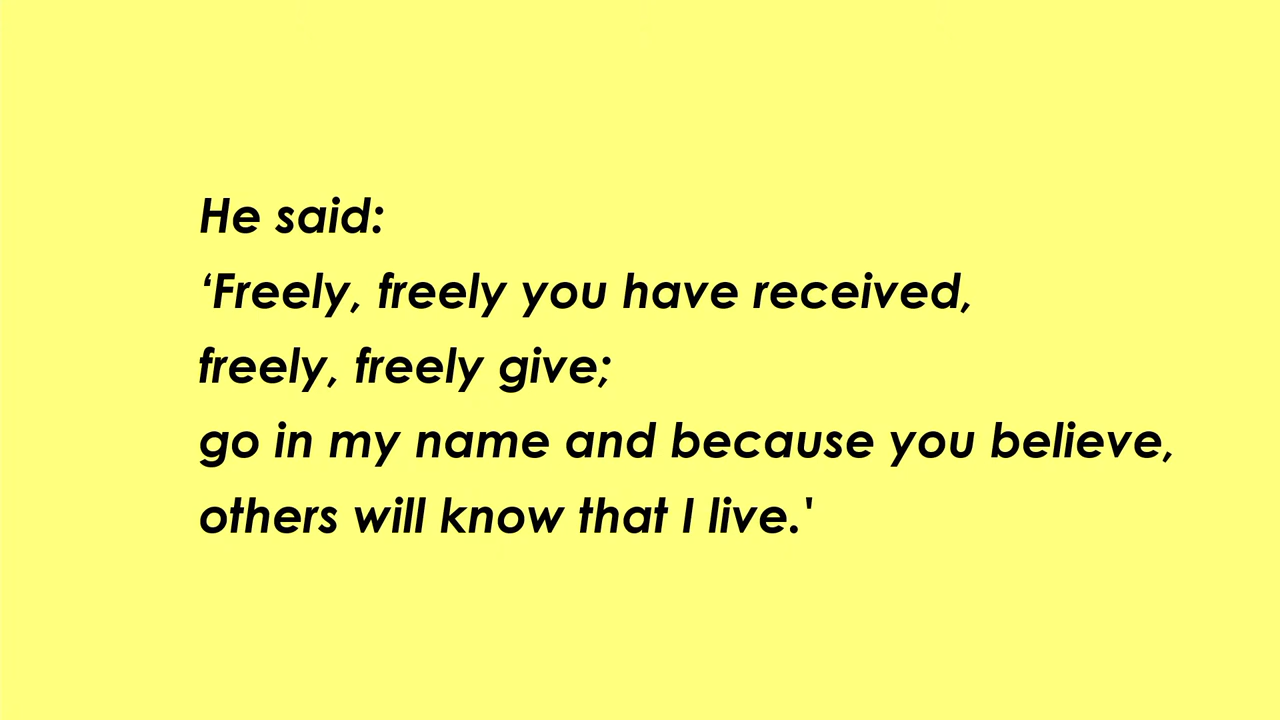 He said:
‘Freely, freely you have received,
freely, freely give;
go in my name and because you believe,
others will know that I live.'